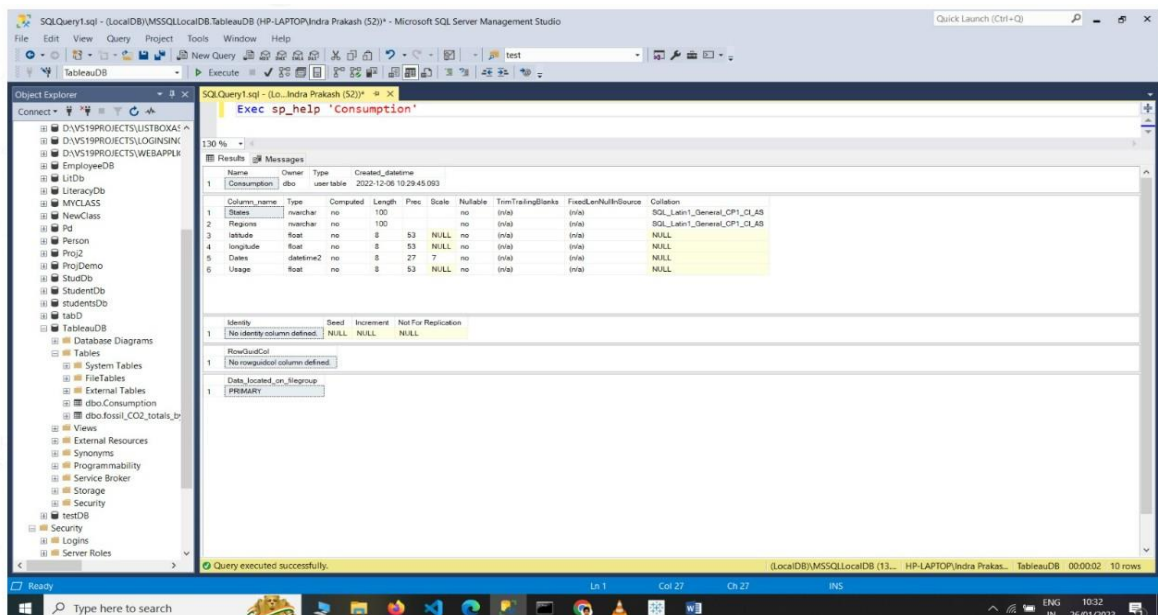 SQLQuery1.sql - (LocalDB)\MSSQLLocalDB.TableauDB (HP-LAPTOP\Indra Prakash (52))* - Microsoft SQL Server Management Studio
Quick Launch (Ctrl+Q)
File Edit View Query Project Tools Window Help
New Query
test
TableauDB
Execute
Object Explorer
Connect
D:\VS19PROJECTS\LISTBOXAS
D:\VS19PROJECTS\LOGINSINC
D:\VS19PROJECTS\WEBAPPLIK
EmployeeDB
LitDb
LiteracyDb
MYCLASS
NewClass
Pd
Person
Proj2
ProjDemo
StudDb
StudentDb
studentsDb
tabD
TableauDB
Database Diagrams
Tables
System Tables
FileTables
External Tables
dbo.Consumption
dbo.fossil_CO2_totals_by
Views
External Resources
Synonyms
Programmability
Service Broker
Storage
Security
testDB
Security
Logins
Server Roles
SQLQuery1.sql - (Lo...Indra Prakash (52))*
Exec sp_help 'Consumption'
130 %
Results Messages
Name Owner Type Created_datetime
1 Consumption dbo user table 2022-12-06 10:29:45.093
Column_name Type Computed Length Prec Scale Nullable TrimTrailingBlanks FixedLenNullInSource Collation
1 States nvarchar no 100 no (n/a) (n/a) SQL_Latin1_General_CP1_CI_AS
2 Regions nvarchar no 100 no (n/a) (n/a) SQL_Latin1_General_CP1_CI_AS
3 latitude float no 8 53 NULL no (n/a) (n/a) NULL
4 longitude float no 8 53 NULL no (n/a) (n/a) NULL
5 Dates datetime2 no 8 27 7 no (n/a) (n/a) NULL
6 Usage float no 8 53 NULL no (n/a) (n/a) NULL
Identity Seed Increment Not For Replication
1 No identity column defined. NULL NULL NULL
RowGuidCol
1 No rowguidcol column defined.
Data_located_on_filegroup
1 PRIMARY
Query executed successfully.
(LocalDB)\MSSQLLocalDB (13... HP-LAPTOP\Indra Prakas... TableauDB 00:00:02 10 rows
Ready
Ln 1 Col 27 Ch 27 INS
Type here to search
ENG
IN
10:32
26/01/2023